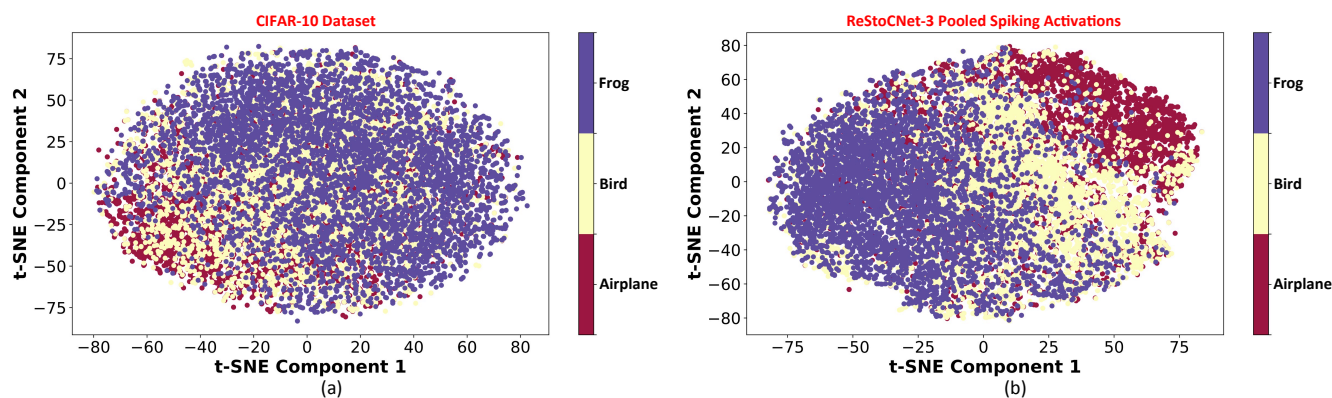 CIFAR-10 Dataset
t-SNE Component 2
75
50
25
0
−25
−50
−75
−80 −60 −40 −20 0 20 40 60 80
t-SNE Component 1
(a)
Frog
Bird
Airplane
ReStoCNet-3 Pooled Spiking Activations
t-SNE Component 2
80
60
40
20
0
−20
−40
−60
−80
−75 −50 −25 0 25 50 75
t-SNE Component 1
(b)
Frog
Bird
Airplane